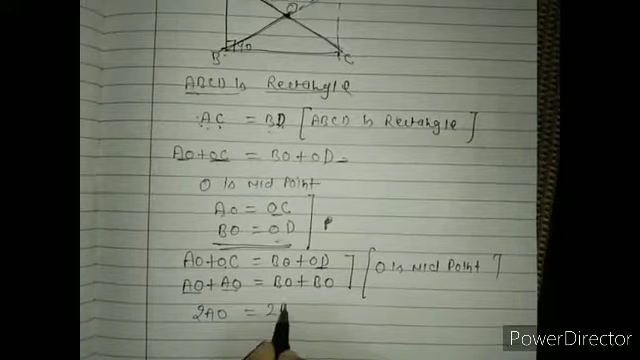 O
B
C
ABCD is Rectangle
AC = BD [ABCD is Rectangle]
AO+OC = BO+OD
O is Mid Point
AO = OC
BO = OD
AO+OC = BO+OD
AO+AO = BO+BO
[O is Mid Point]
2AO = 2
PowerDirector